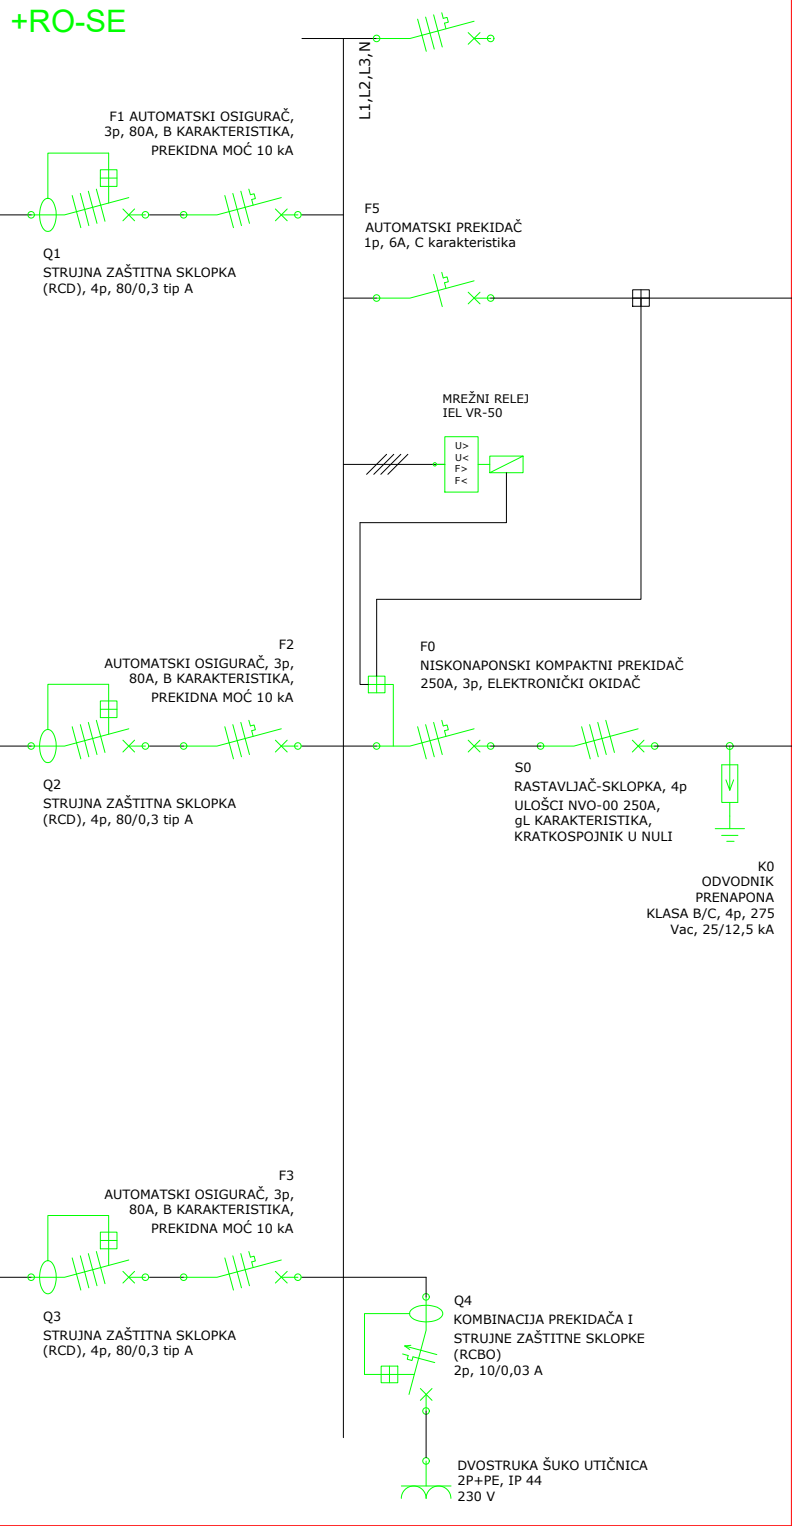 +RO-SE
L1,L2,L3,N
F1 AUTOMATSKI OSIGURAČ,
3p, 80A, B KARAKTERISTIKA,
PREKIDNA MOĆ 10 kA
Q1
STRUJNA ZAŠTITNA SKLOPKA
(RCD), 4p, 80/0,3 tip A
F5
AUTOMATSKI PREKIDAČ
1p, 6A, C karakteristika
MREŽNI RELEJ
IEL VR-50
U>
U<
F>
F<
F2
AUTOMATSKI OSIGURAČ, 3p,
80A, B KARAKTERISTIKA,
PREKIDNA MOĆ 10 kA
Q2
STRUJNA ZAŠTITNA SKLOPKA
(RCD), 4p, 80/0,3 tip A
F0
NISKONAPONSKI KOMPAKTNI PREKIDAČ
250A, 3p, ELEKTRONIČKI OKIDAČ
S0
RASTAVLJAČ-SKLOPKA, 4p
ULOŠCI NVO-00 250A,
gL KARAKTERISTIKA,
KRATKOSPOJNIK U NULI
K0
ODVODNIK
PRENAPONA
KLASA B/C, 4p, 275
Vac, 25/12,5 kA
F3
AUTOMATSKI OSIGURAČ, 3p,
80A, B KARAKTERISTIKA,
PREKIDNA MOĆ 10 kA
Q3
STRUJNA ZAŠTITNA SKLOPKA
(RCD), 4p, 80/0,3 tip A
Q4
KOMBINACIJA PREKIDAČA I
STRUJNE ZAŠTITNE SKLOPKE
(RCBO)
2p, 10/0,03 A
DVOSTRUKA ŠUKO UTIČNICA
2P+PE, IP 44
230 V